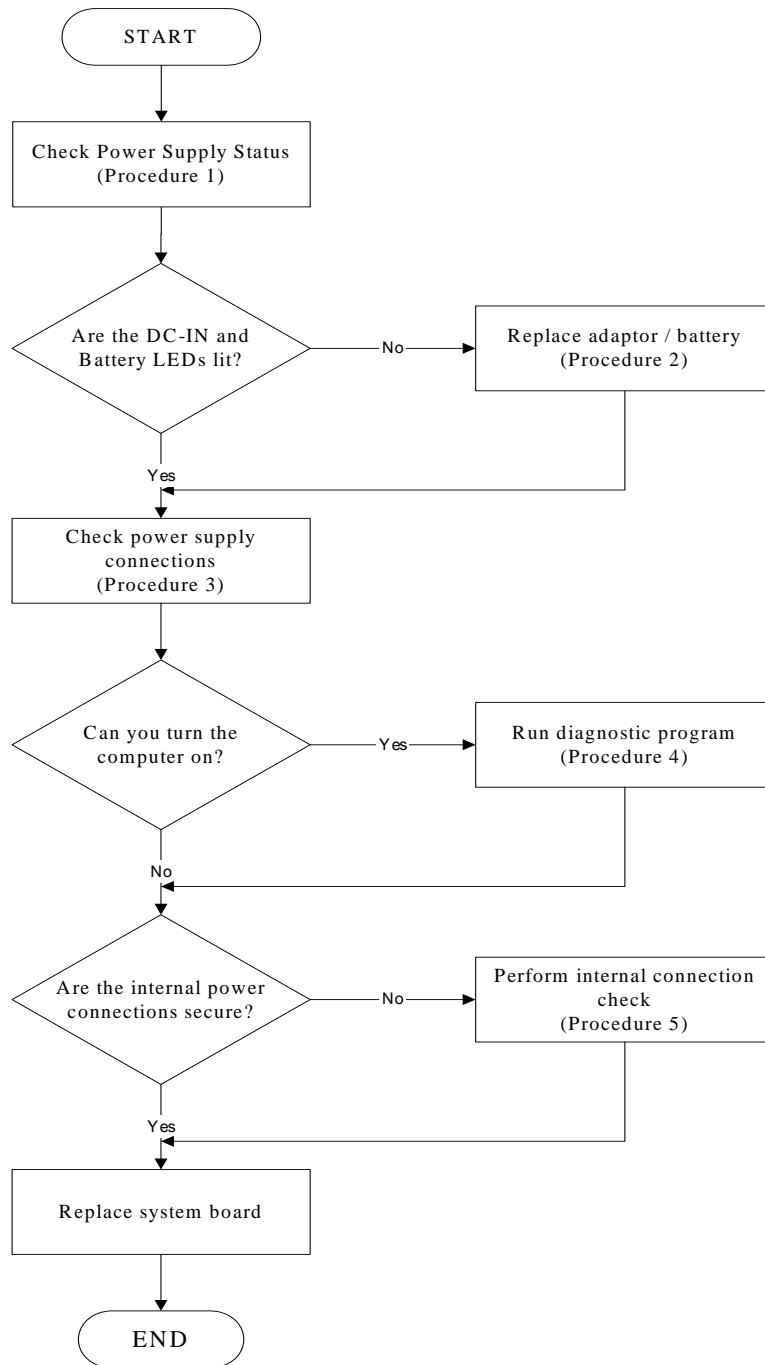 START
Check Power Supply Status
(Procedure 1)
Are the DC-IN and
Battery LEDs lit?
No
Replace adaptor / battery
(Procedure 2)
Yes
Check power supply
connections
(Procedure 3)
Can you turn the
computer on?
Yes
Run diagnostic program
(Procedure 4)
No
Are the internal power
connections secure?
No
Perform internal connection
check
(Procedure 5)
Yes
Replace system board
END